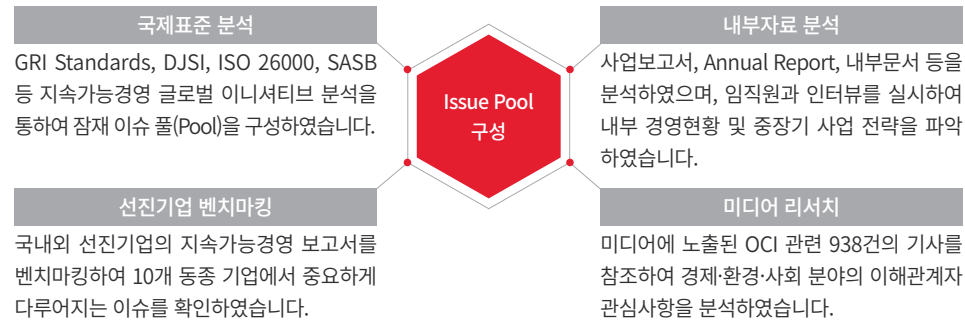 국제표준 분석
GRI Standards, DJSI, ISO 26000, SASB
등 지속가능경영 글로벌 이니셔티브 분석을
통하여 잠재 이슈 풀(Pool)을 구성하였습니다.
선진기업 벤치마킹
국내외 선진기업의 지속가능경영 보고서를
벤치마킹하여 10개 동종 기업에서 중요하게
다루어지는 이슈를 확인하였습니다.
Issue Pool
구성
내부자료 분석
사업보고서, Annual Report, 내부문서 등을
분석하였으며, 임직원과 인터뷰를 실시하여
내부 경영현황 및 중장기 사업 전략을 파악
하였습니다.
미디어 리서치
미디어에 노출된 OCI 관련 938건의 기사를
참조하여 경제·환경·사회 분야의 이해관계자
관심사항을 분석하였습니다.